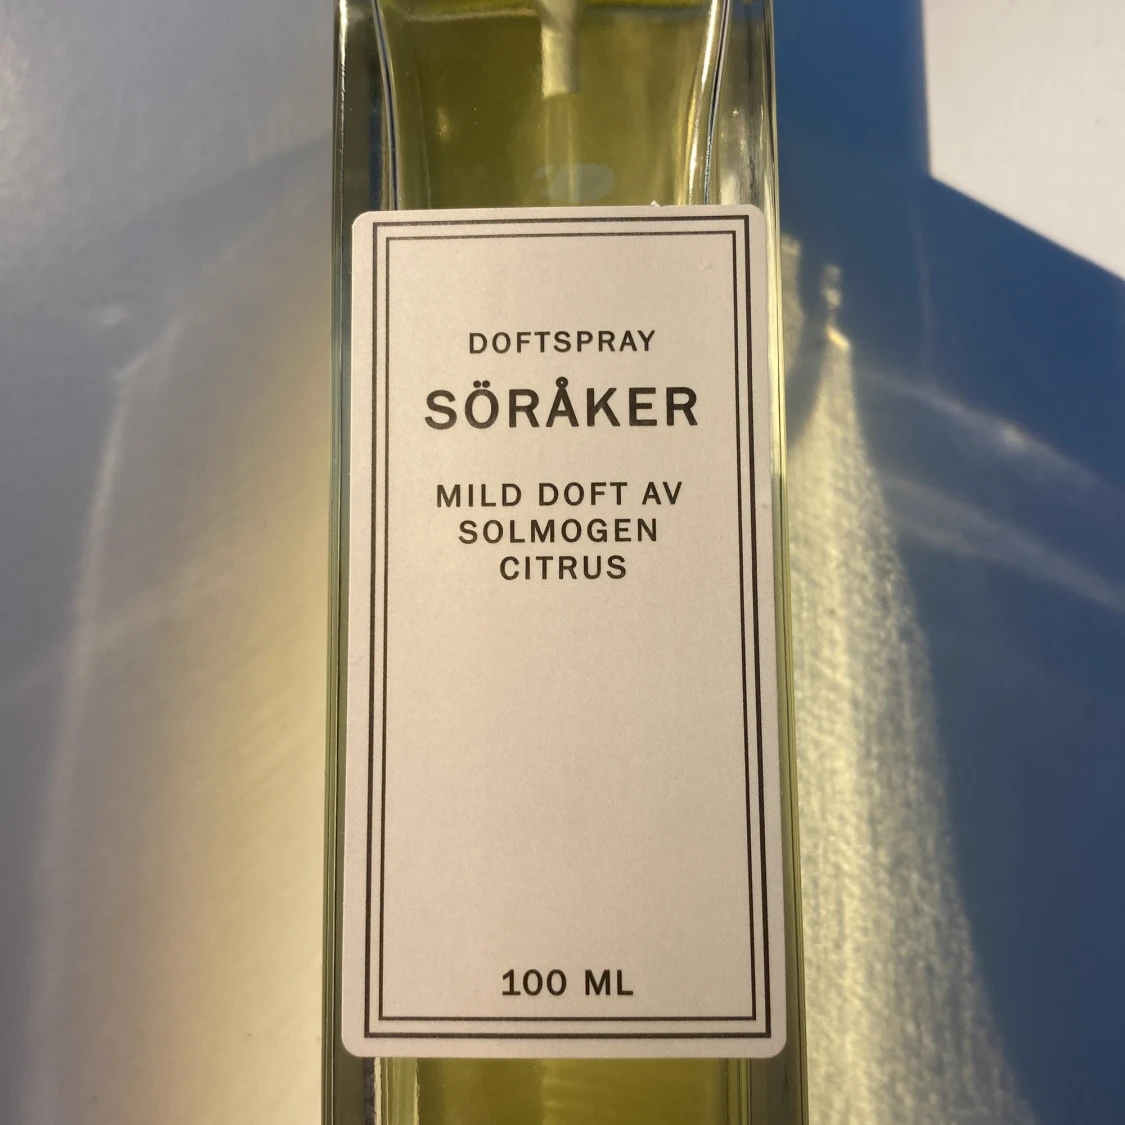 DOFTSPRAY
SÖRÅKER
MILD DOFT AV
SOLMOGEN
CITRUS
100 ML